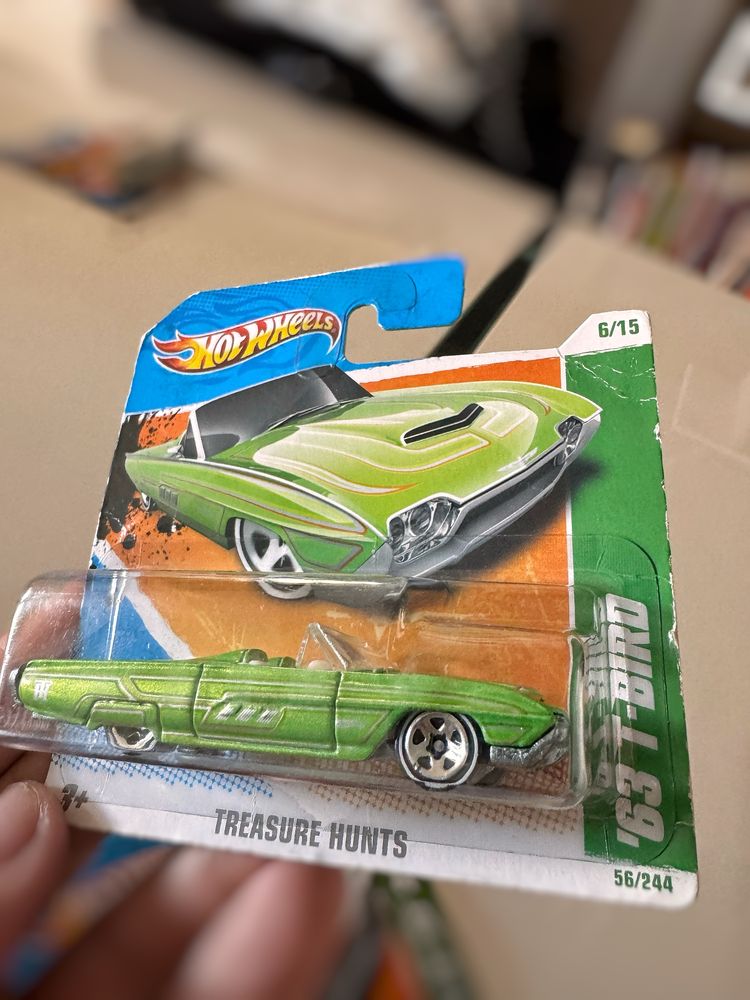 HOT WHEELS
6/15
'63 T-BIRD
3+
TREASURE HUNTS
56/244